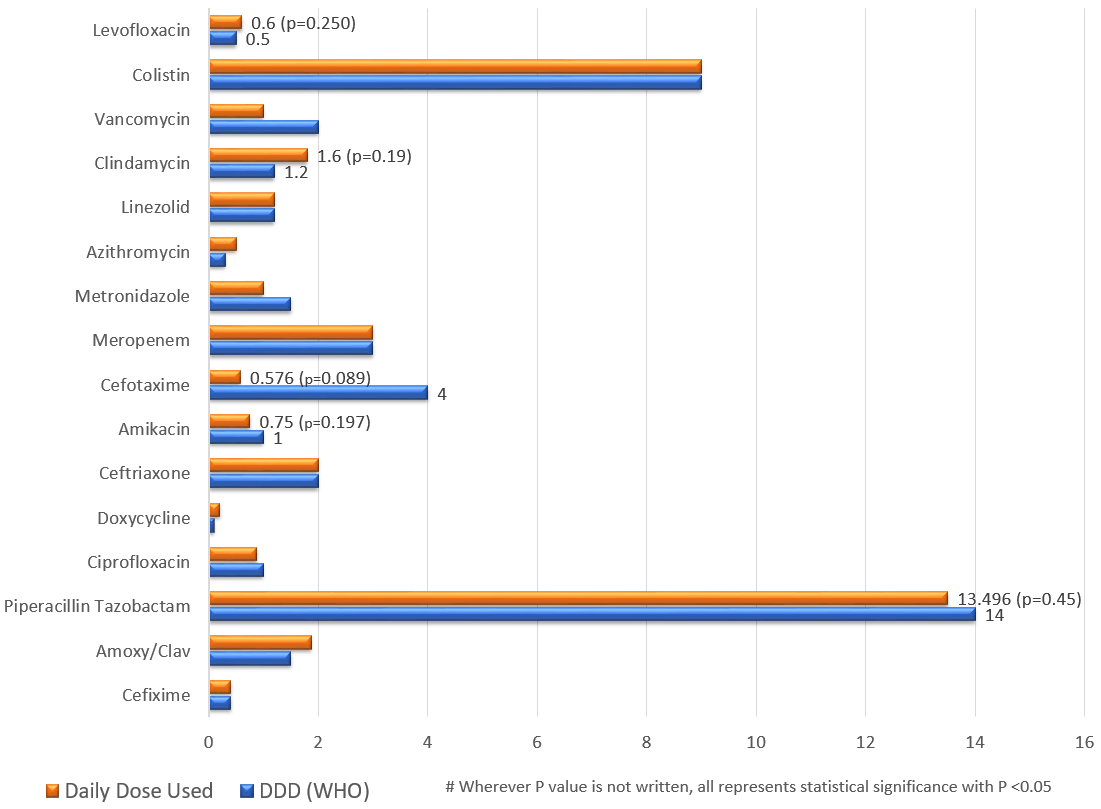 Levofloxacin
0.6 (p=0.250)
0.5
Colistin
Vancomycin
Clindamycin
1.6 (p=0.19)
1.2
Linezolid
Azithromycin
Metronidazole
Meropenem
Cefotaxime
0.576 (p=0.089)
4
Amikacin
0.75 (p=0.197)
1
Ceftriaxone
Doxycycline
Ciprofloxacin
Piperacillin Tazobactam
13.496 (p=0.45)
14
Amoxy/Clav
Cefixime
0 2 4 6 8 10 12 14 16
Daily Dose Used DDD (WHO) # Wherever P value is not written, all represents statistical significance with P <0.05